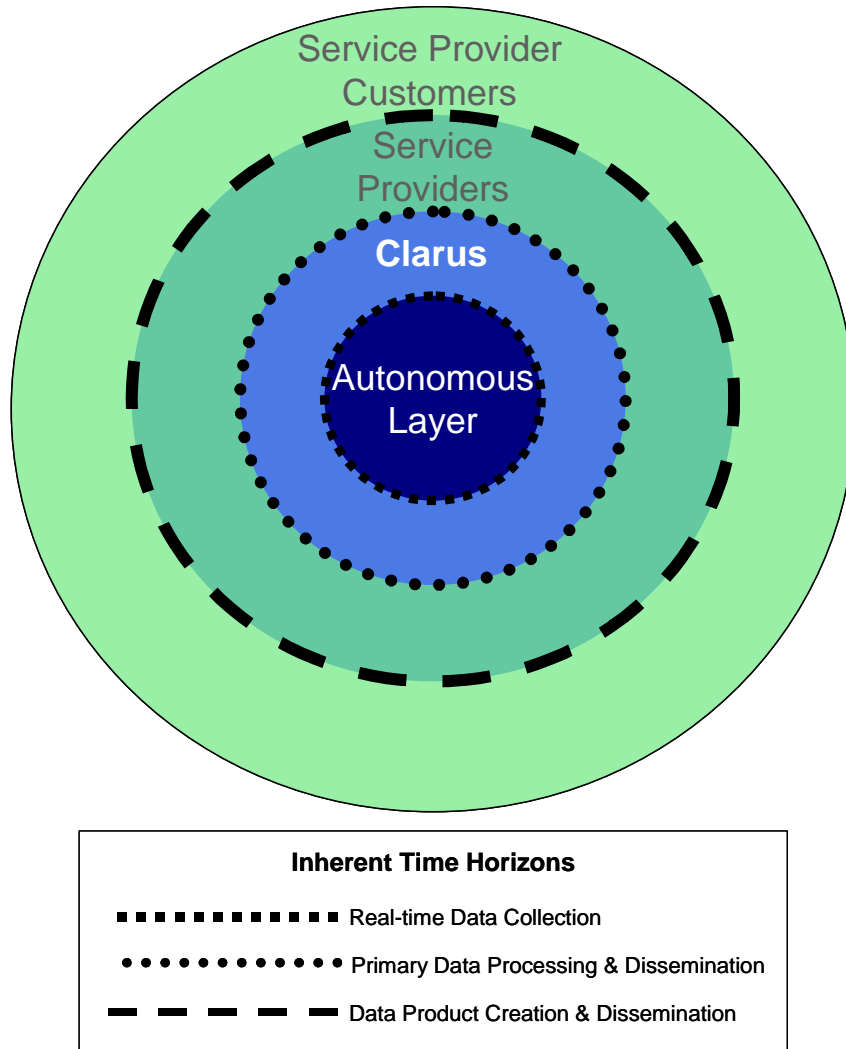 Service Provider
Customers
Service
Providers
Clarus
Autonomous
Layer
Inherent Time Horizons
Real-time Data Collection
Primary Data Processing & Dissemination
Data Product Creation & Dissemination